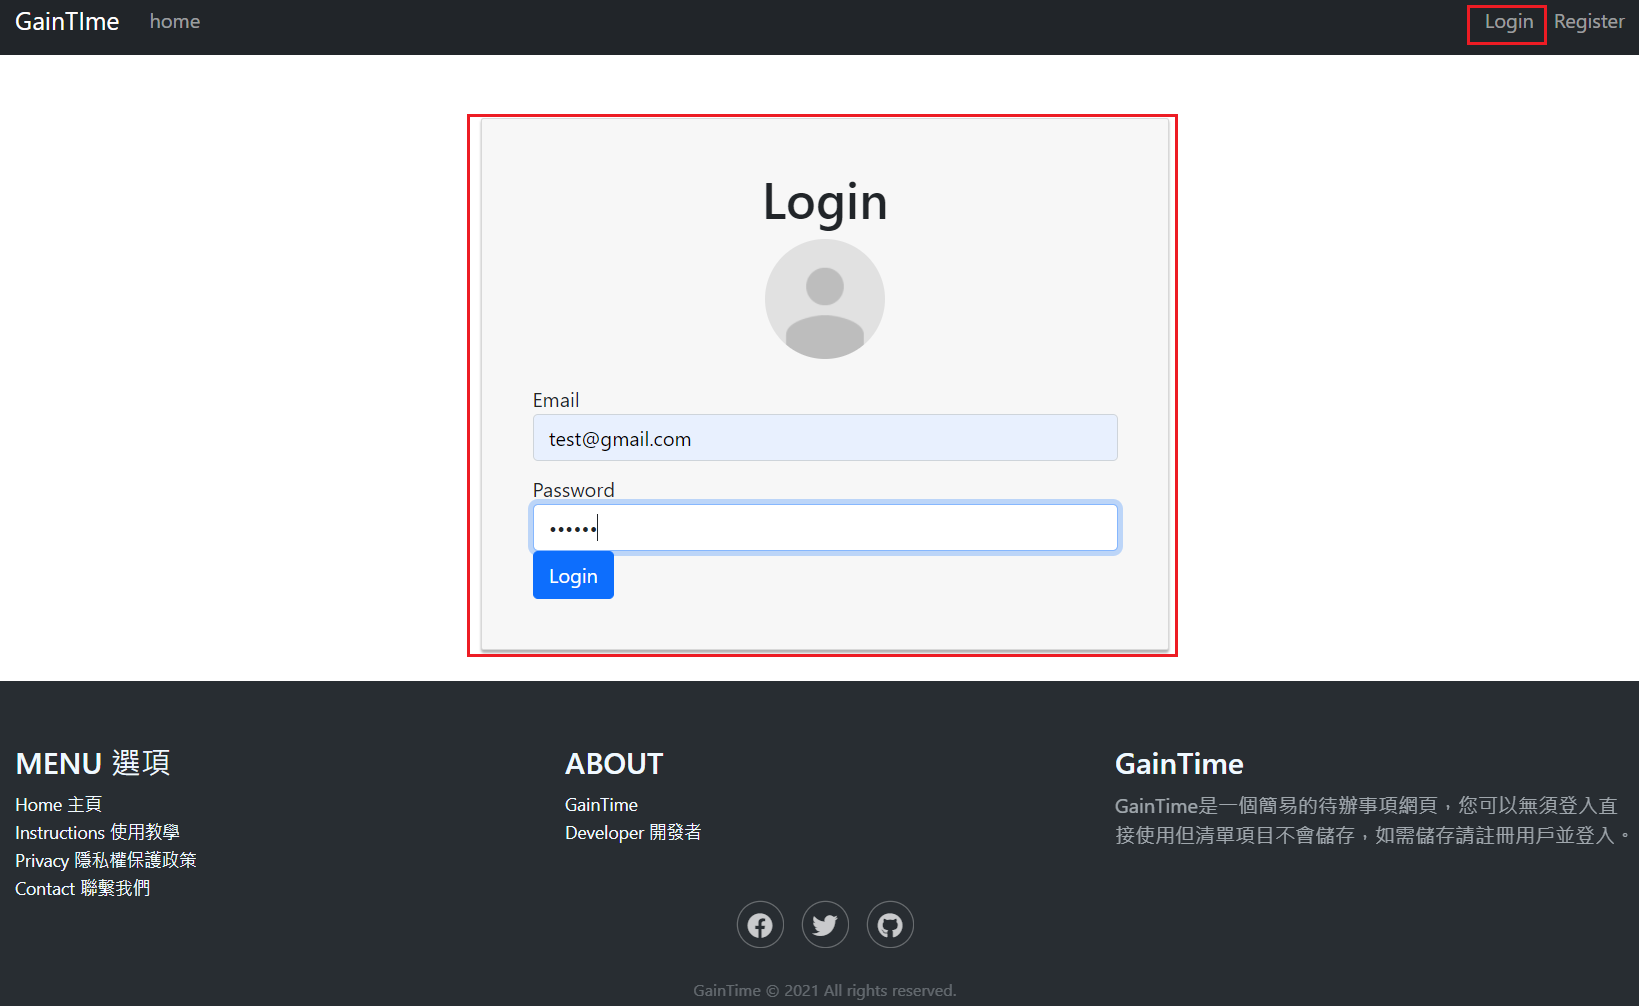 GainTIme home Login Register
Login
Email
test@gmail.com
Password
••••••
Login
MENU 選項
Home 主頁
Instructions 使用教學
Privacy 隱私權保護政策
Contact 聯繫我們
ABOUT
GainTime
Developer 開發者
GainTime
GainTime是一個簡易的待辦事項網頁，您可以無須登入直
接使用但清單項目不會儲存，如需儲存請註冊用戶並登入。
GainTime © 2021 All rights reserved.